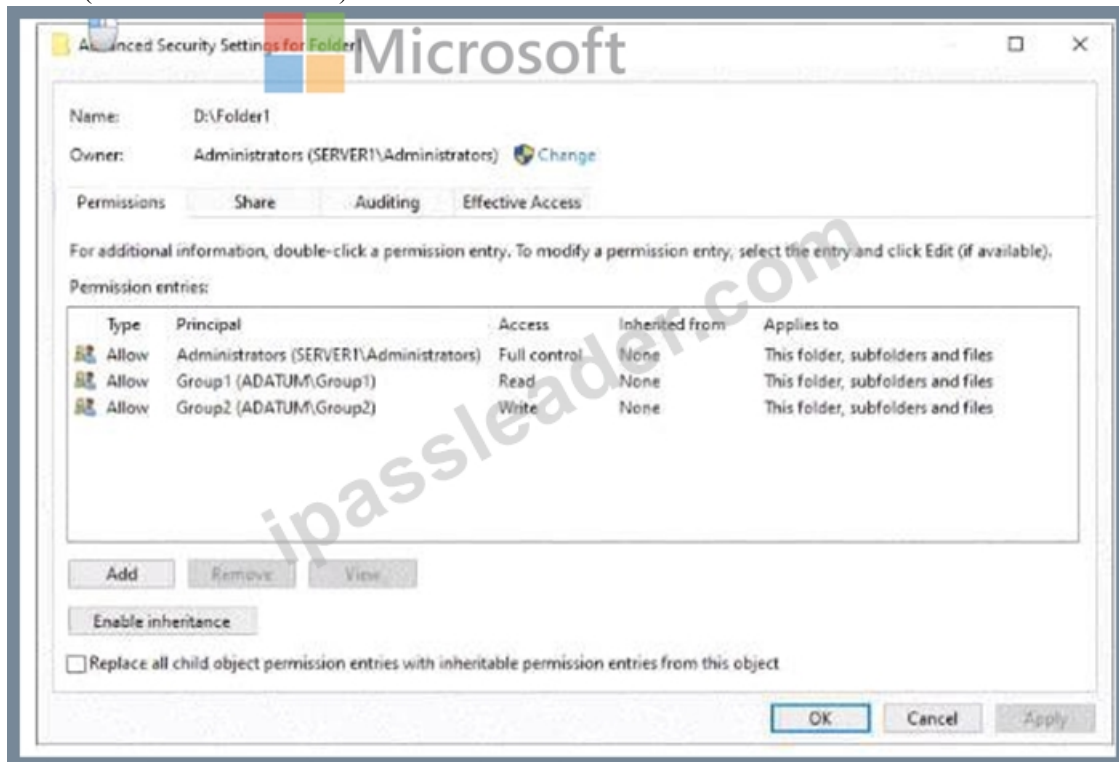 Advanced Security Settings for Folder1
Microsoft
Name: D:\Folder1
Owner: Administrators (SERVER1\Administrators) Change
Permissions Share Auditing Effective Access
For additional information, double-click a permission entry. To modify a permission entry, select the entry and click Edit (if available).
Permission entries:
Type Principal Access Inherited from Applies to
Allow Administrators (SERVER1\Administrators) Full control None This folder, subfolders and files
Allow Group1 (ADATUM\Group1) Read None This folder, subfolders and files
Allow Group2 (ADATUM\Group2) Write None This folder, subfolders and files
ipassleader.com
Add Remove View
Enable inheritance
Replace all child object permission entries with inheritable permission entries from this object
OK Cancel Apply